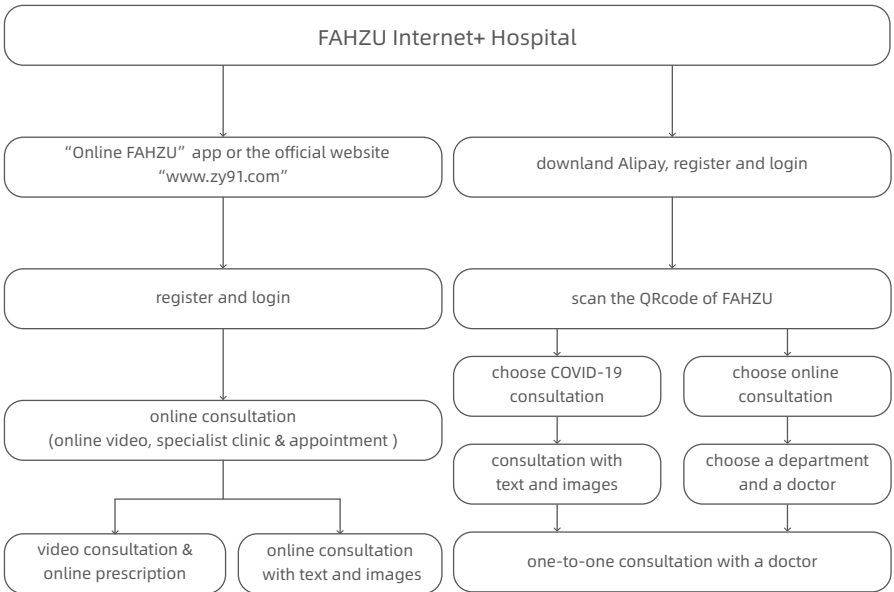 FAHZU Internet+ Hospital
“Online FAHZU” app or the official website
“www.zy91.com”
downland Alipay, register and login
register and login
scan the QRcode of FAHZU
choose COVID-19
consultation
choose online
consultation
online consultation
(online video, specialist clinic & appointment )
consultation with
text and images
choose a department
and a doctor
video consultation &
online prescription
online consultation
with text and images
one-to-one consultation with a doctor